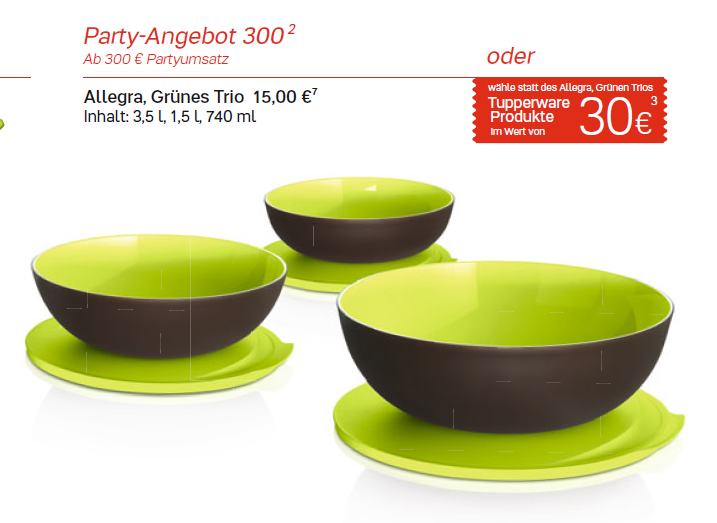 Party-Angebot 300²
Ab 300 € Partyumsatz
Allegra, Grünes Trio 15,00 €⁷
Inhalt: 3,5 l, 1,5 l, 740 ml
oder
wähle statt des Allegra, Grünen Trios
Tupperware
Produkte
im Wert von
30€³